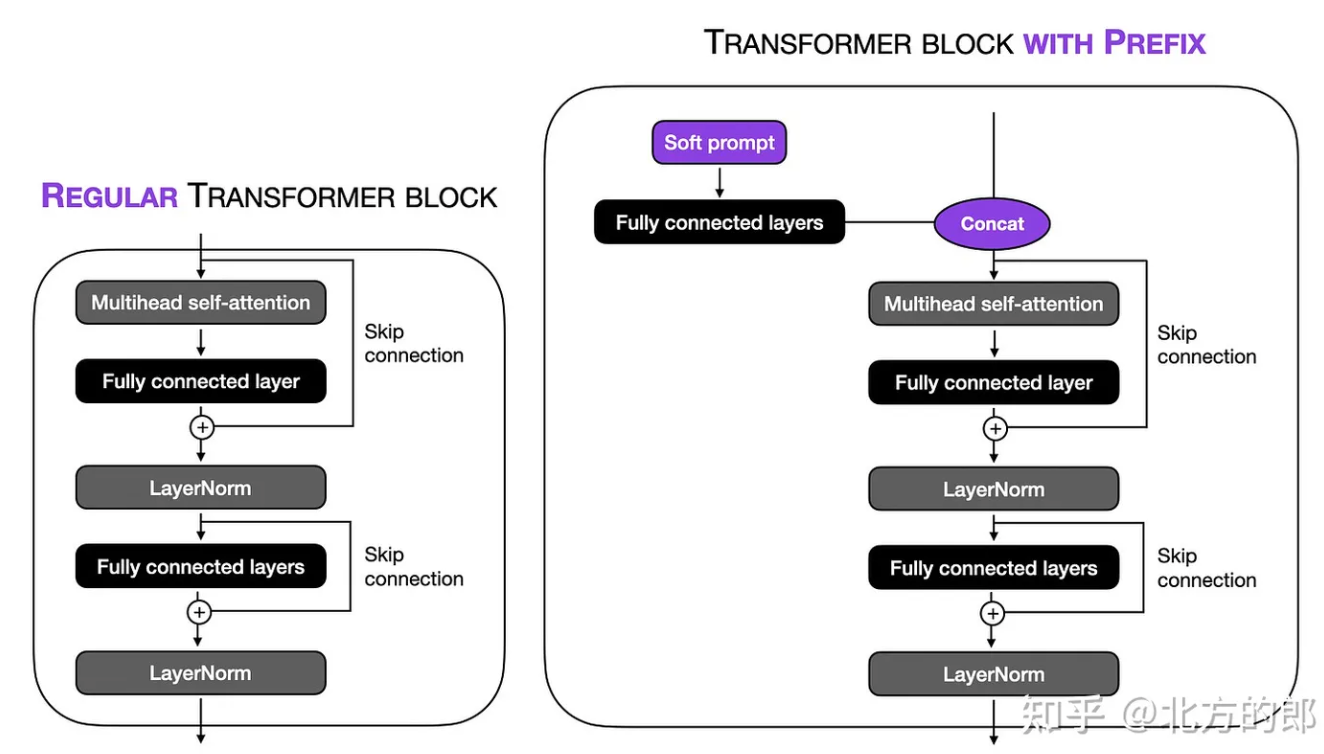 REGULAR TRANSFORMER BLOCK
Multihead self-attention
Skip
connection
Fully connected layer
+
LayerNorm
Skip
connection
Fully connected layers
+
LayerNorm
TRANSFORMER BLOCK WITH PREFIX
Soft prompt
Fully connected layers
Concat
Multihead self-attention
Skip
connection
Fully connected layer
+
LayerNorm
Skip
connection
Fully connected layers
+
LayerNorm
知乎 @北方的郎